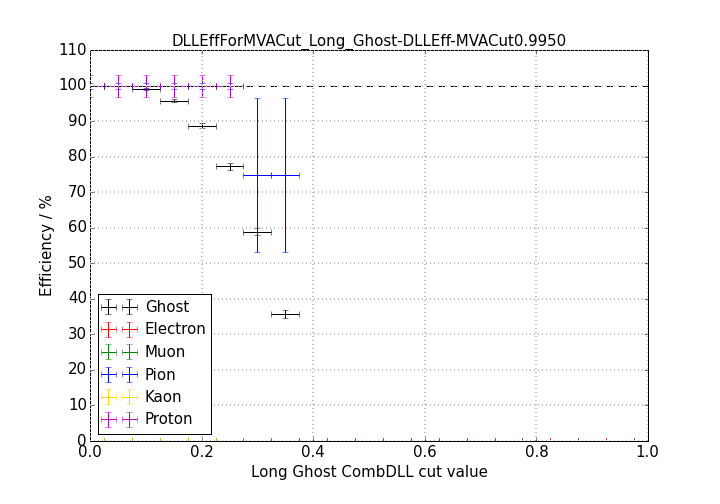 DLLEffForMVACut_Long_Ghost-DLLEff-MVACut0.9950
110
100
90
80
70
60
50
40
30
20
10
0
Efficiency / %
Ghost
Electron
Muon
Pion
Kaon
Proton
0.0 0.2 0.4 0.6 0.8 1.0
Long Ghost CombDLL cut value